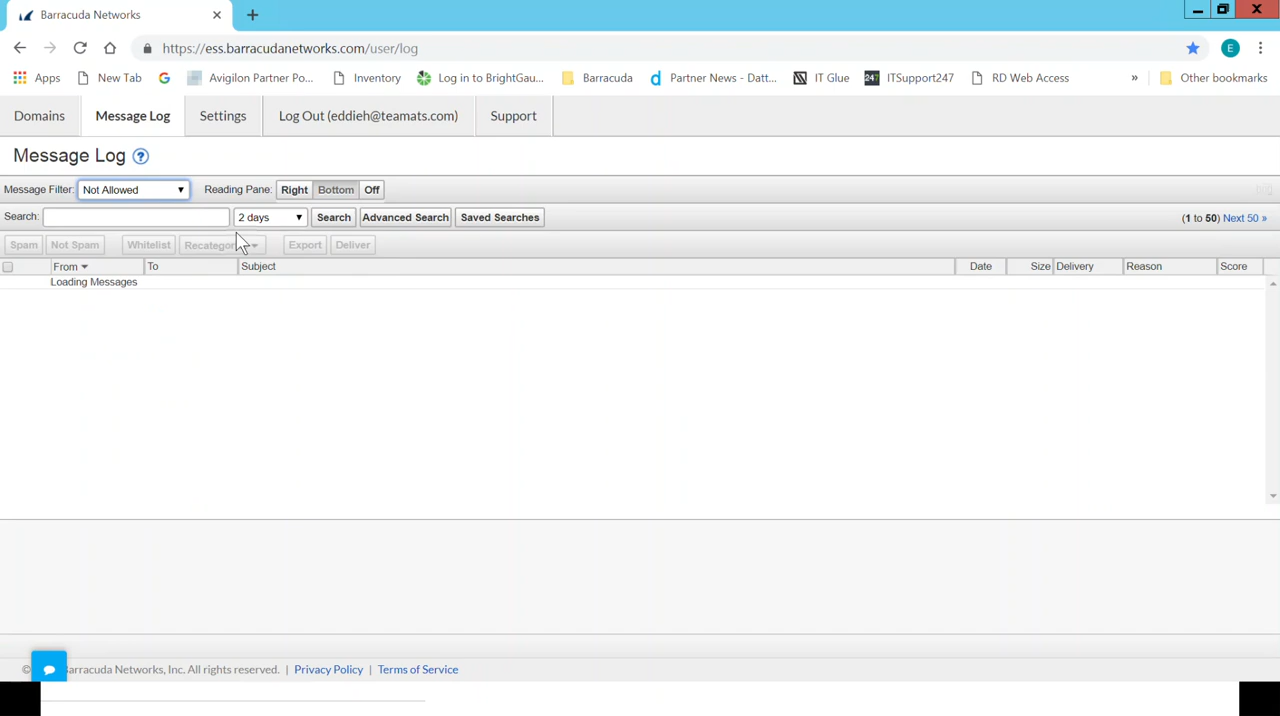 Barracuda Networks
https://ess.barracudanetworks.com/user/log
E
Apps New Tab Avigilon Partner Po... Inventory Log in to BrightGau... Barracuda Partner News - Datt... IT Glue 247 ITSupport247 RD Web Access » Other bookmarks
Domains Message Log Settings Log Out (eddieh@teamats.com) Support
Message Log ?
Message Filter: Not Allowed Reading Pane: Right Bottom Off
Search: 2 days Search Advanced Search Saved Searches (1 to 50) Next 50 »
Spam Not Spam Whitelist Recategor Export Deliver
From To Subject Date Size Delivery Reason Score
Loading Messages
© arracuda Networks, Inc. All rights reserved. | Privacy Policy | Terms of Service